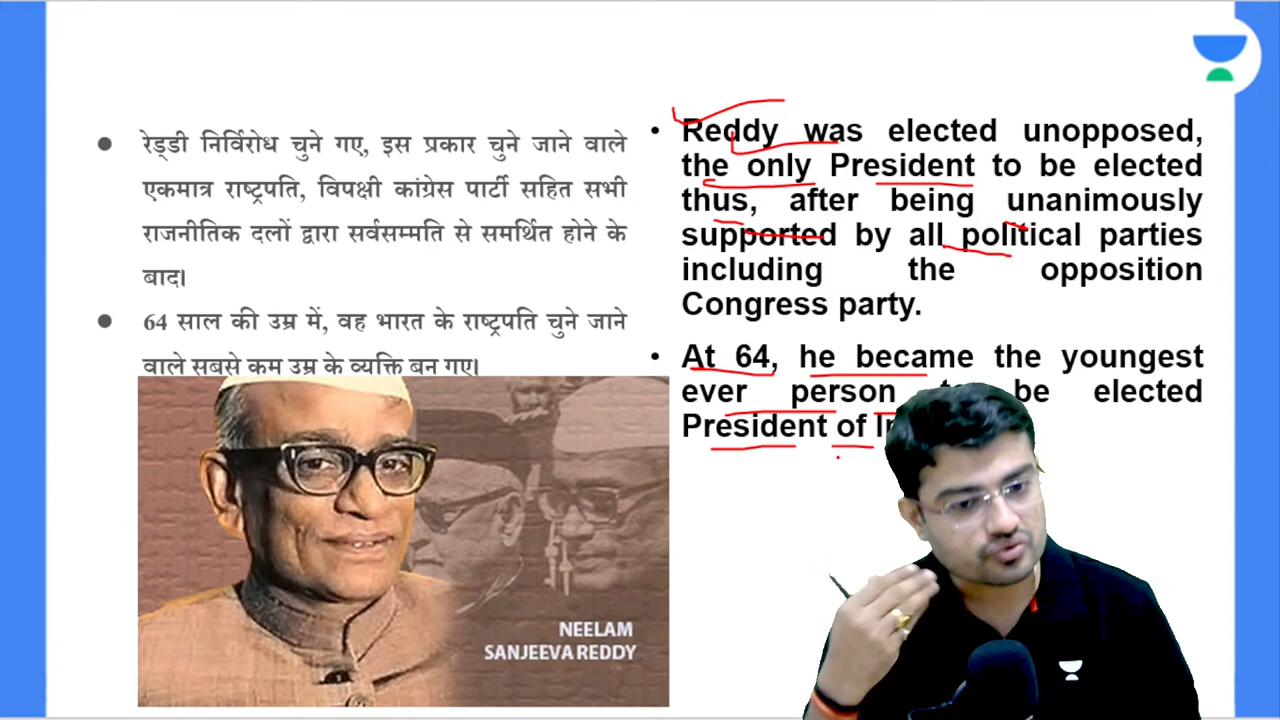 रेड्डी निर्विरोध चुने गए, इस प्रकार चुने जाने वाले
एकमात्र राष्ट्रपति, विपक्षी कांग्रेस पार्टी सहित सभी
राजनीतिक दलों द्वारा सर्वसम्मति से समर्थित होने के
बाद।
64 साल की उम्र में, वह भारत के राष्ट्रपति चुने जाने
वाले सबसे कम उम्र के व्यक्ति बन गए।
Reddy was elected unopposed,
the only President to be elected
thus, after being unanimously
supported by all political parties
including the opposition
Congress party.
At 64, he became the youngest
ever person be elected
President of
NEELAM
SANJEEVA REDDY